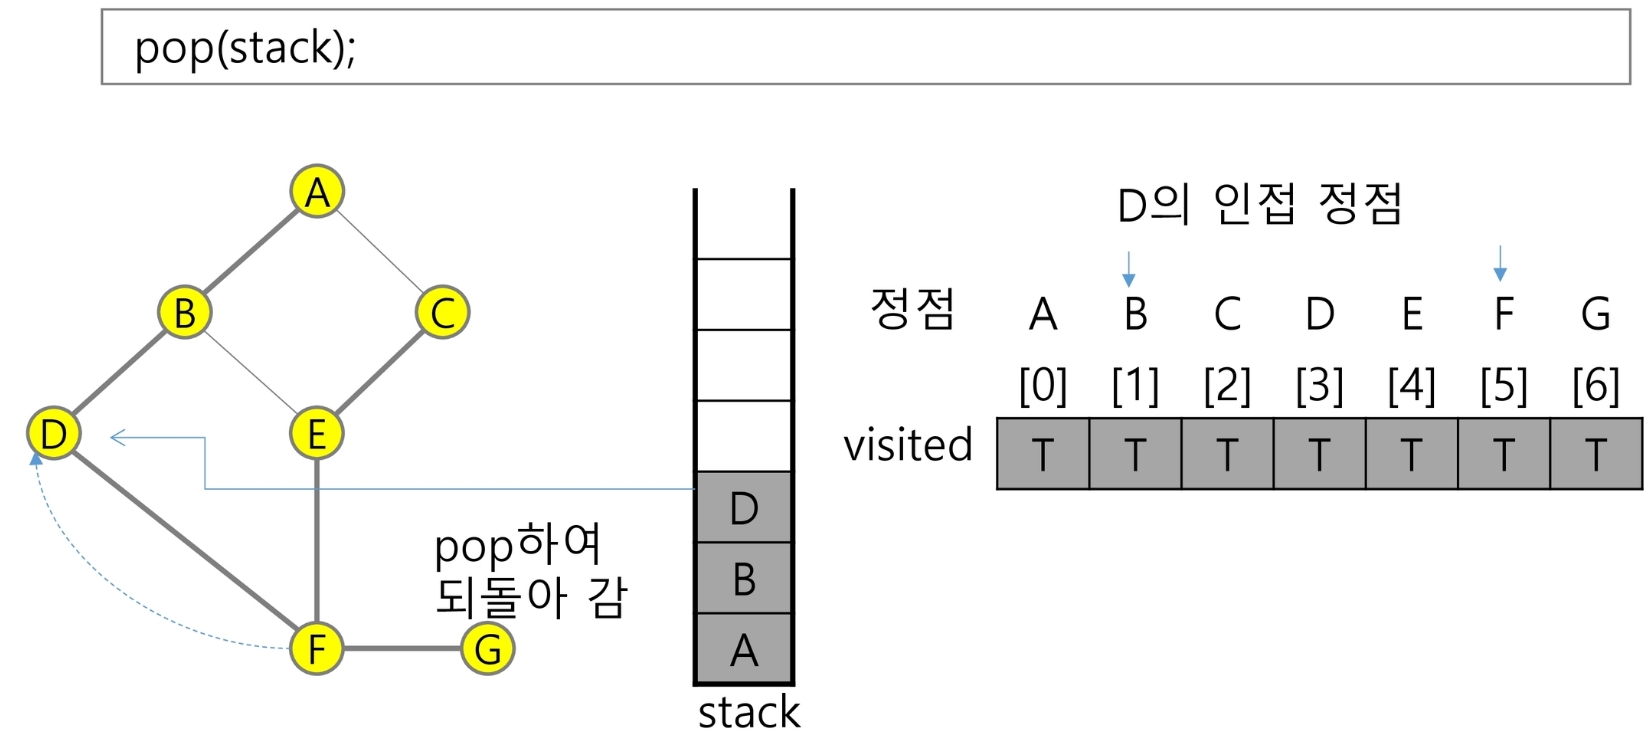 pop(stack);
A
B
C
D
E
F
G
pop하여
되돌아 감
D
B
A
stack
D의 인접 정점
정점 A B C D E F G
[0] [1] [2] [3] [4] [5] [6]
visited T T T T T T T